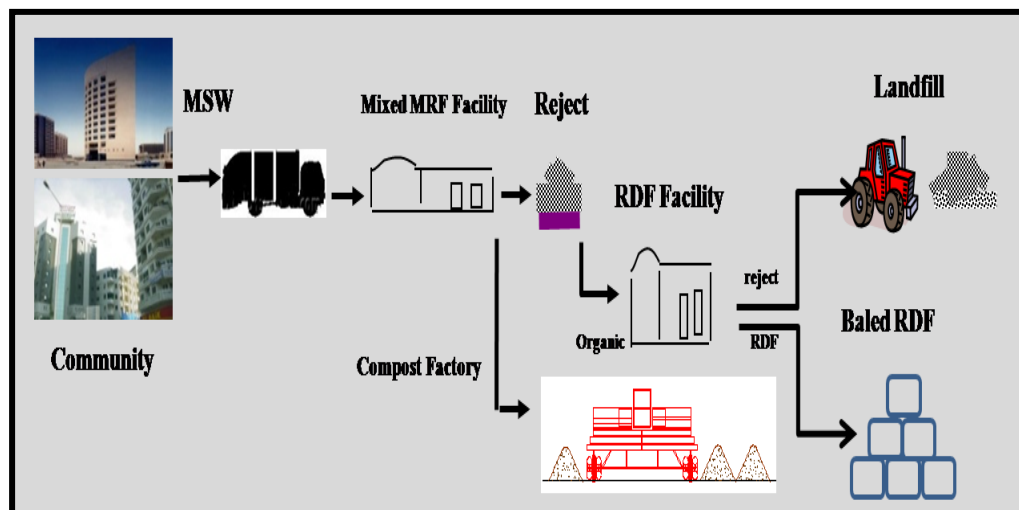 MSW
Mixed MRF Facility
Reject
Landfill
RDF Facility
reject
RDF
Organic
Baled RDF
Community
Compost Factory